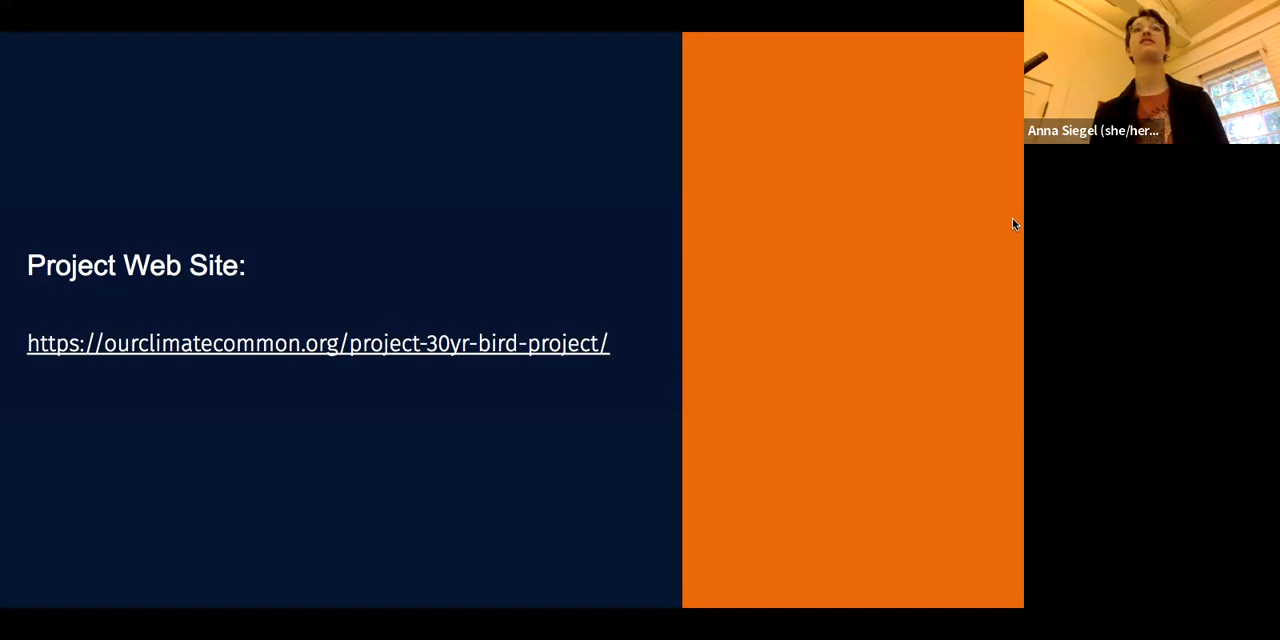 Project Web Site:
https://ourclimatecommon.org/project-30yr-bird-project/
Anna Siegel (she/her...